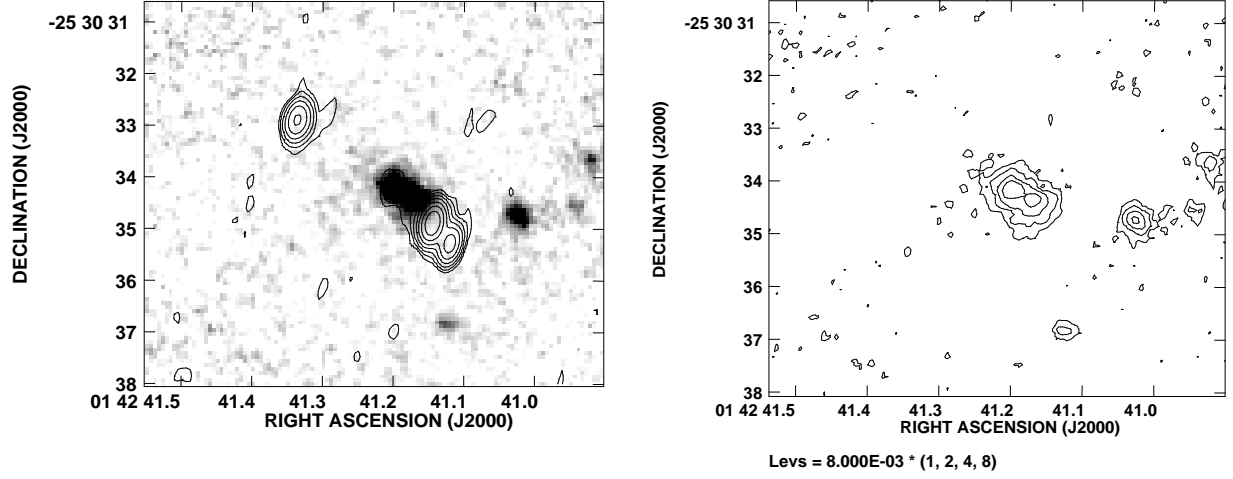 -25 30 31
32
33
34
35
36
37
38
DECLINATION (J2000)
01 42 41.5 41.4 41.3 41.2 41.1 41.0
RIGHT ASCENSION (J2000)
-25 30 31
32
33
34
35
36
37
38
DECLINATION (J2000)
01 42 41.5 41.4 41.3 41.2 41.1 41.0
RIGHT ASCENSION (J2000)
Levs = 8.000E-03 * (1, 2, 4, 8)